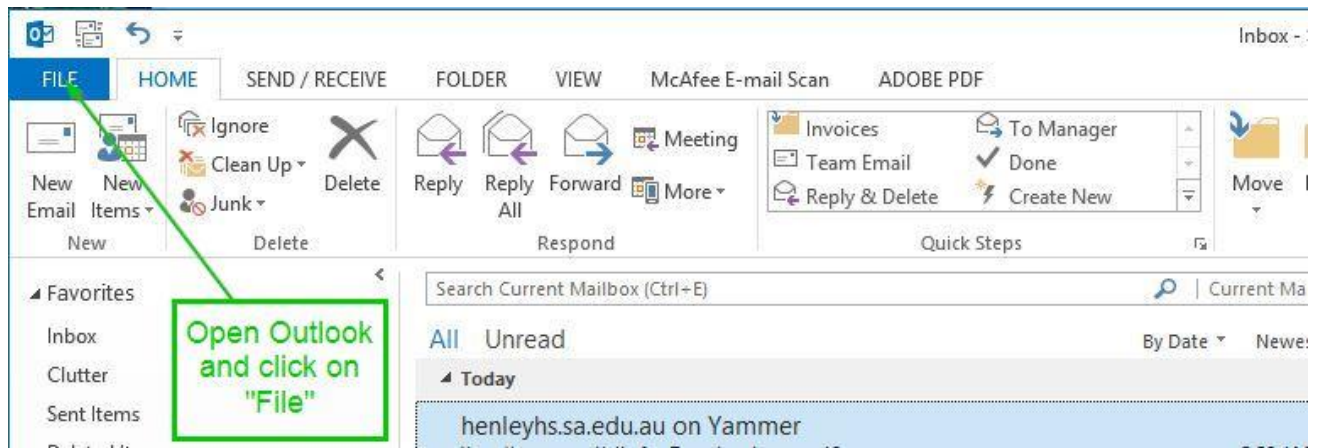 Inbox -
FILE HOME SEND / RECEIVE FOLDER VIEW McAfee E-mail Scan ADOBE PDF
New Email
New Items
New
Ignore
Clean Up
Junk
Delete
Delete
Reply
Reply All
Forward
Meeting
More
Respond
Invoices
Team Email
Reply & Delete
To Manager
Done
Create New
Quick Steps
Move
Favorites
Inbox
Clutter
Sent Items
Open Outlook
and click on
"File"
Search Current Mailbox (Ctrl+E)
Current Ma
All Unread
By Date Newes
Today
henleyhs.sa.edu.au on Yammer